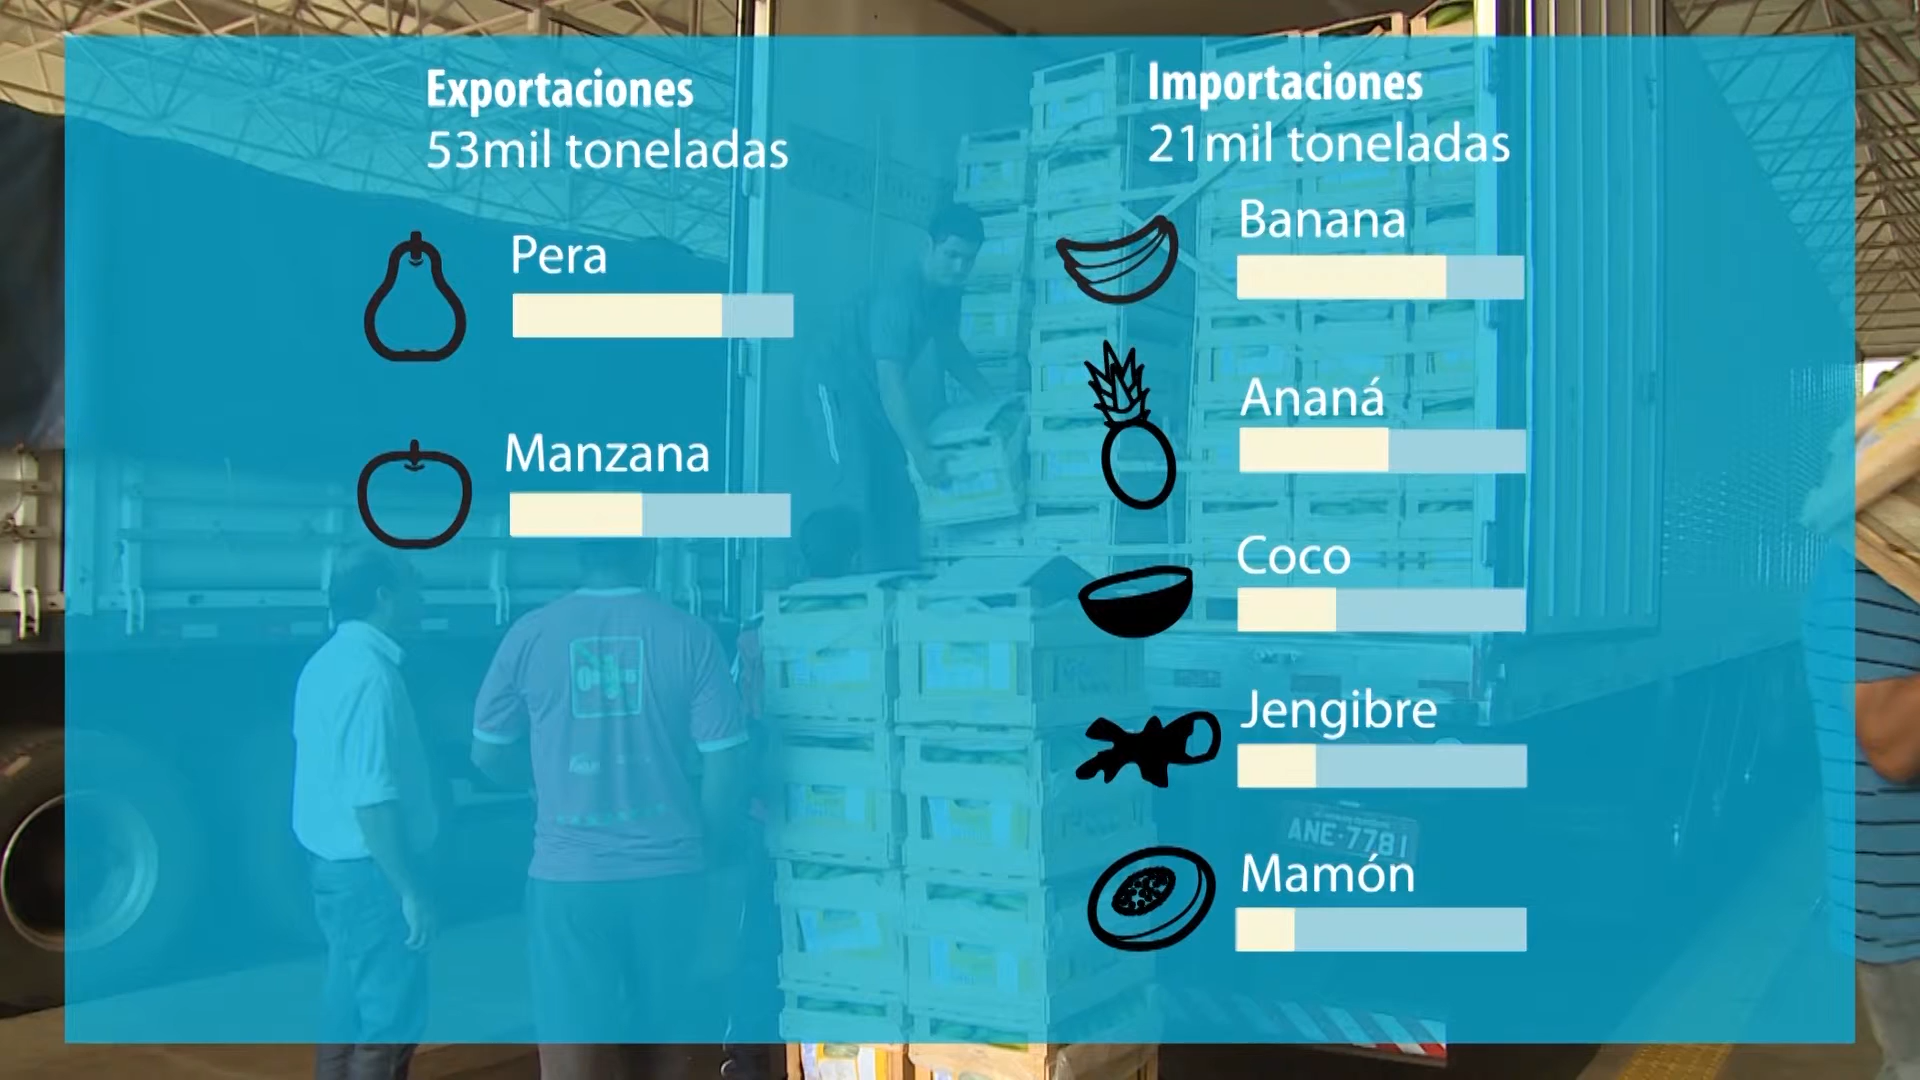 Exportaciones
53mil toneladas
Pera
Manzana
Importaciones
21mil toneladas
Banana
Ananá
Coco
Jengibre
Mamón
ANE·7781